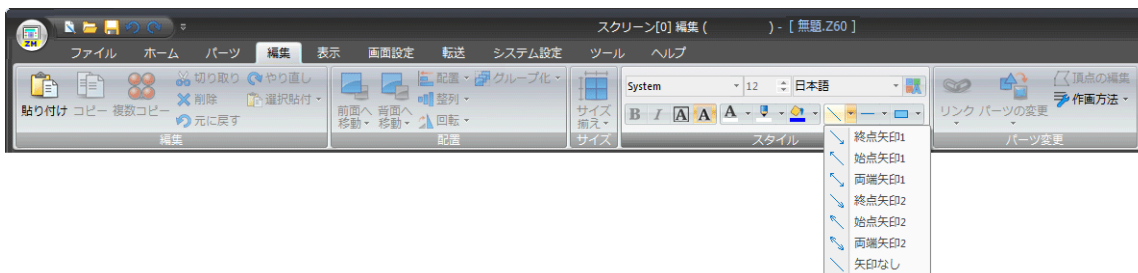 スクリーン[0] 編集 ( ) - [ 無題.Z60 ]
ZM
ファイル ホーム パーツ 編集 表示 画面設定 転送 システム設定 ツール ヘルプ
切り取り やり直し 配置 グループ化 System 12 日本語 頂点の編集
貼り付け コピー 複数コピー 削除 選択貼付 前面へ移動 背面へ移動 整列 サイズ揃え B I A A A リンク パーツの変更 作画方法
元に戻す 回転
編集 配置 サイズ スタイル パーツ変更
終点矢印1
始点矢印1
両端矢印1
終点矢印2
始点矢印2
両端矢印2
矢印なし